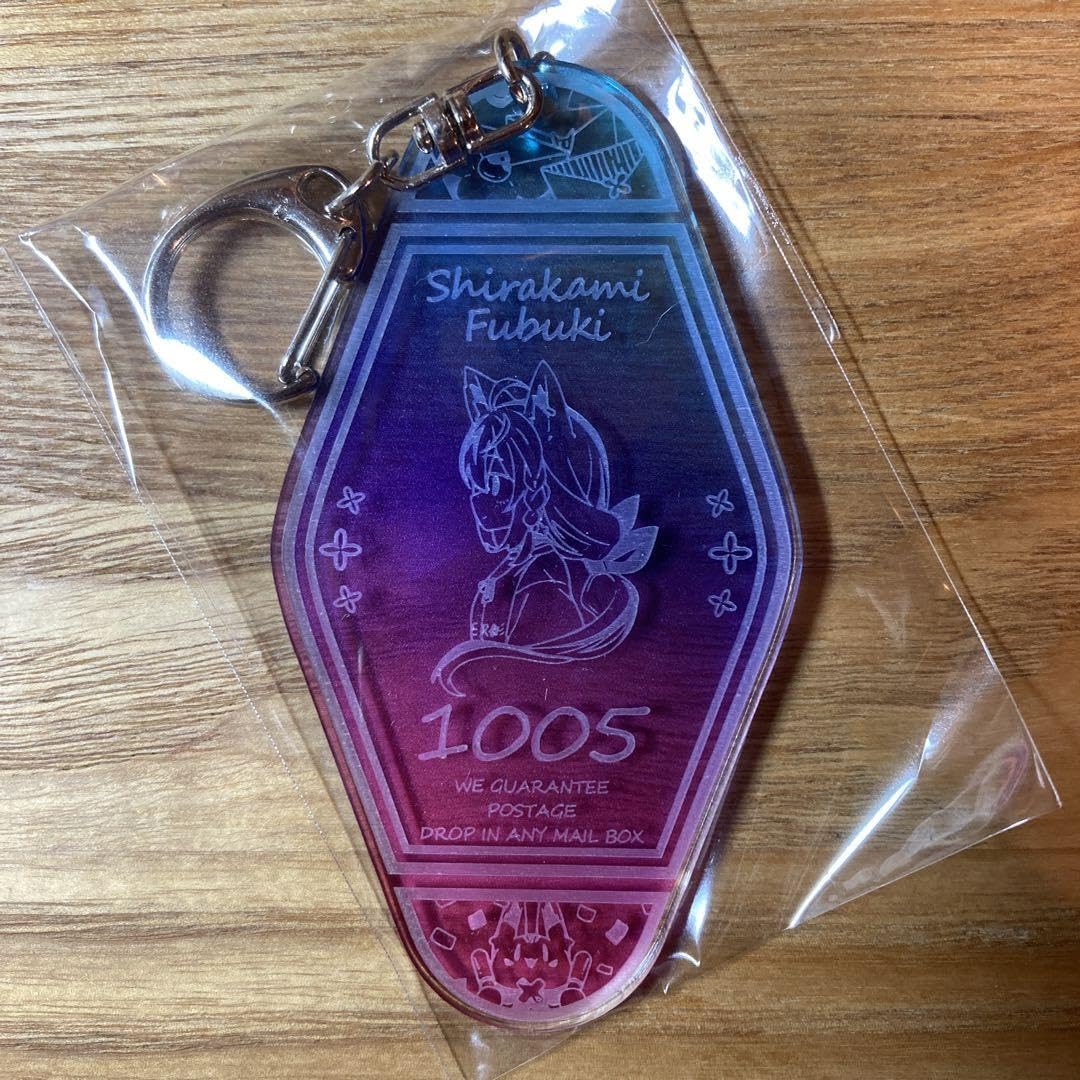 Shirakami
Fubuki
1005
WE GUARANTEE
POSTAGE
DROP IN ANY MAIL BOX